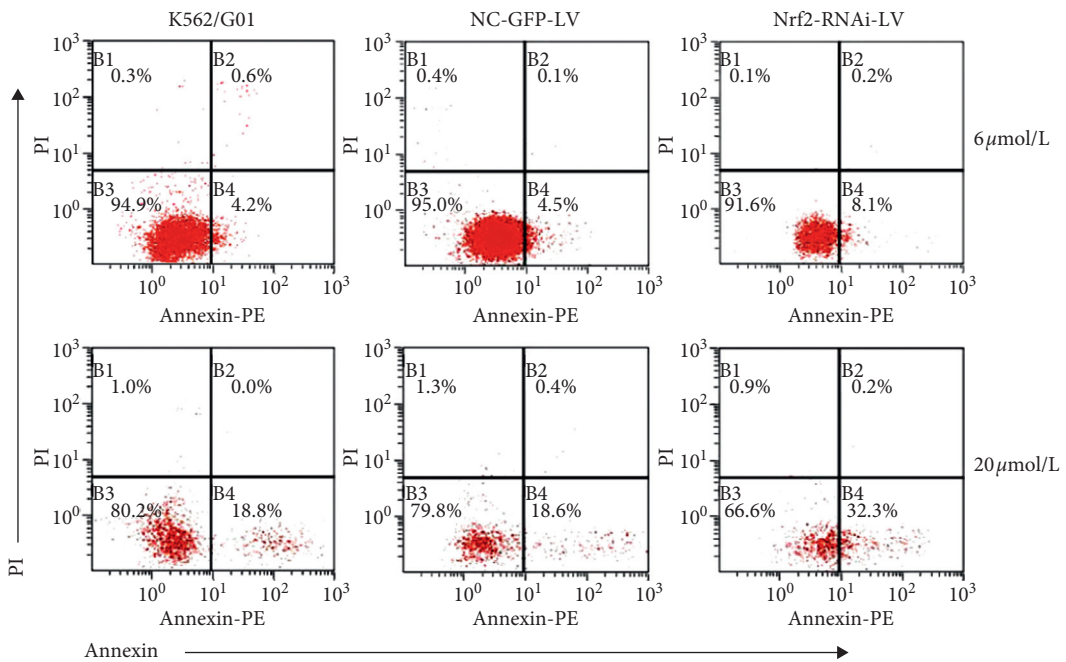 K562/G01 NC-GFP-LV Nrf2-RNAi-LV
10³ 10³ 10³
B1 B2 B1 B2 B1 B2
0.3% 0.6% 0.4% 0.1% 0.1% 0.2%
10² 10² 10²
PI PI PI 6 μmol/L
10¹ 10¹ 10¹
B3 B4 B3 B4 B3 B4
94.9% 4.2% 95.0% 4.5% 91.6% 8.1%
10⁰ 10⁰ 10⁰
10⁰ 10¹ 10² 10³ 10⁰ 10¹ 10² 10³ 10⁰ 10¹ 10² 10³
Annexin-PE Annexin-PE Annexin-PE
10³ 10³ 10³
B1 B2 B1 B2 B1 B2
1.0% 0.0% 1.3% 0.4% 0.9% 0.2%
10² 10² 10²
PI PI PI 20 μmol/L
10¹ 10¹ 10¹
B3 B4 B3 B4 B3 B4
80.2% 18.8% 79.8% 18.6% 66.6% 32.3%
10⁰ 10⁰ 10⁰
PI
10⁰ 10¹ 10² 10³ 10⁰ 10¹ 10² 10³ 10⁰ 10¹ 10² 10³
Annexin-PE Annexin-PE Annexin-PE
Annexin